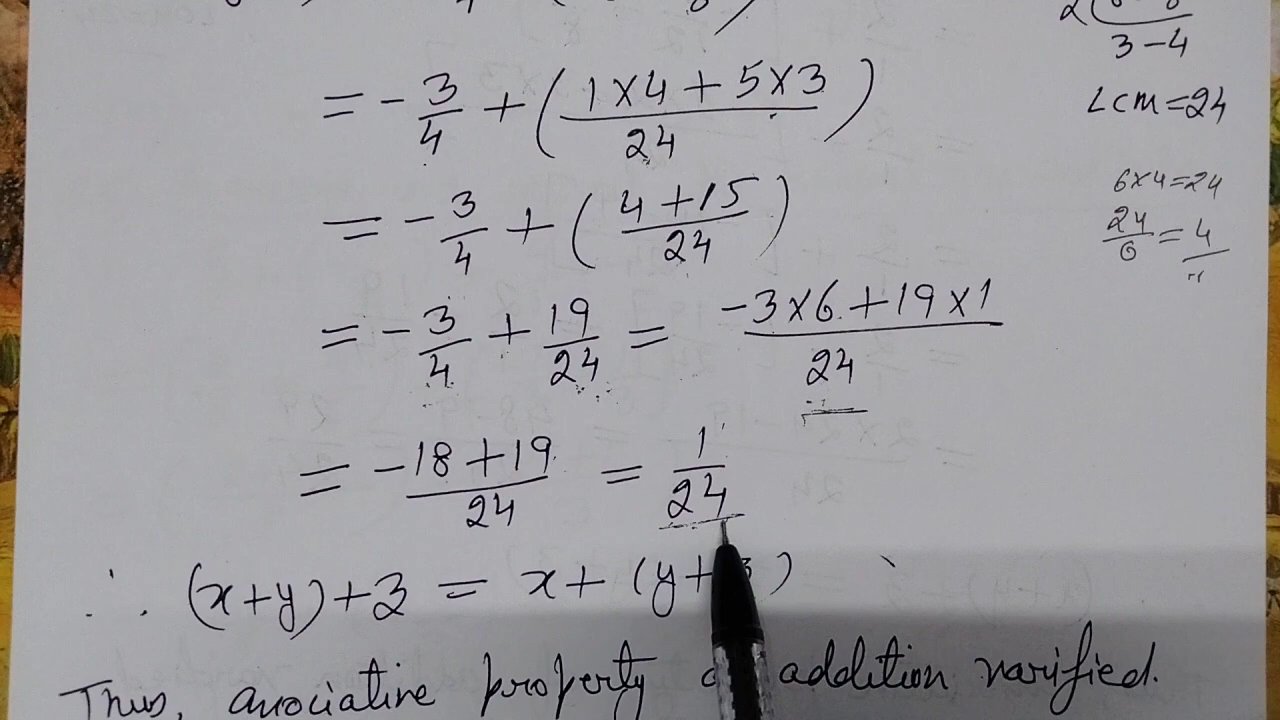 3-4
= - 3/4 + ( 1×4 + 5×3 / 24 )
LCM = 24
= - 3/4 + ( 4+15 / 24 )
6×4=24
24/6 = 4
= - 3/4 + 19/24 = -3×6 + 19×1 / 24
= -18+19 / 24 = 1/24
∴ (x+y)+3 = x+ (y+3)
Thus, associative property addition varified.